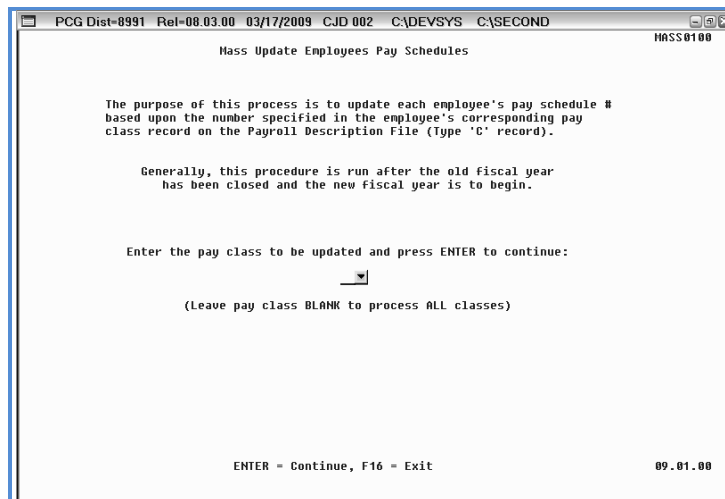 PCG Dist=8991 Rel=08.03.00 03/17/2009 CJD 002 C:\DEVSYS C:\SECOND
MASS0100
Mass Update Employees Pay Schedules
The purpose of this process is to update each employee's pay schedule #
based upon the number specified in the employee's corresponding pay
class record on the Payroll Description File (Type 'C' record).
Generally, this procedure is run after the old fiscal year
has been closed and the new fiscal year is to begin.
Enter the pay class to be updated and press ENTER to continue:
(Leave pay class BLANK to process ALL classes)
ENTER = Continue, F16 = Exit
09.01.00